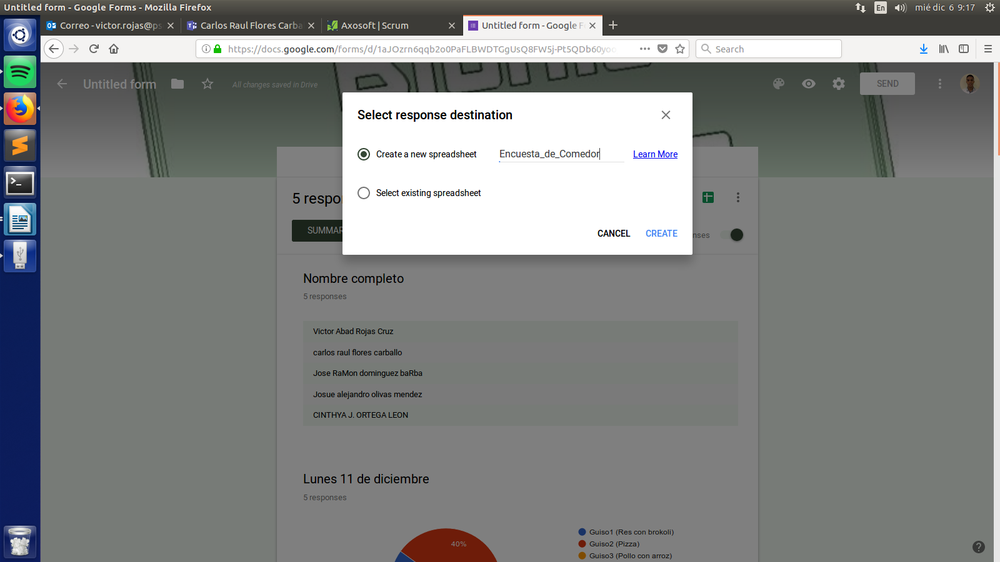 Untitled form - Google Forms - Mozilla Firefox
En
mié dic 6 9:17
Correo - victor.rojas@ps
Carlos Raul Flores Carba
Axosoft | Scrum
Untitled form - Google F
https://docs.google.com/forms/d/1aJOzrn6qqb2o0PaFLBWDTGgUsQ8FW5j-Pt5QDb60yo
Search
Untitled form
All changes saved in Drive
SEND
Select response destination
Create a new spreadsheet
Encuesta_de_Comedor
Learn More
Select existing spreadsheet
5 respo
CANCEL
CREATE
SUMMAR
nses
Nombre completo
5 responses
Victor Abad Rojas Cruz
carlos raul flores carballo
Jose RaMon dominguez baRba
Josue alejandro olivas mendez
CINTHYA J. ORTEGA LEON
Lunes 11 de diciembre
5 responses
40%
Guiso1 (Res con brokoli)
Guiso2 (Pizza)
Guiso3 (Pollo con arroz)